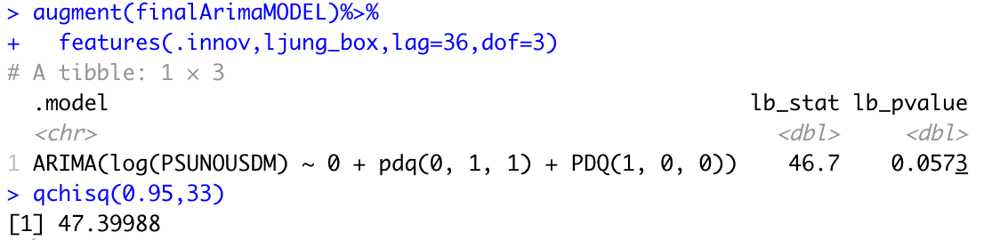 > augment(finalArimaMODEL)%>%
+   features(.innov,ljung_box,lag=36,dof=3)
# A tibble: 1 × 3
  .model                                              lb_stat lb_pvalue
  <chr>                                                 <dbl>     <dbl>
1 ARIMA(log(PSUNOUSDM) ~ 0 + pdq(0, 1, 1) + PDQ(1, 0, 0))    46.7    0.0573
> qchisq(0.95,33)
[1] 47.39988